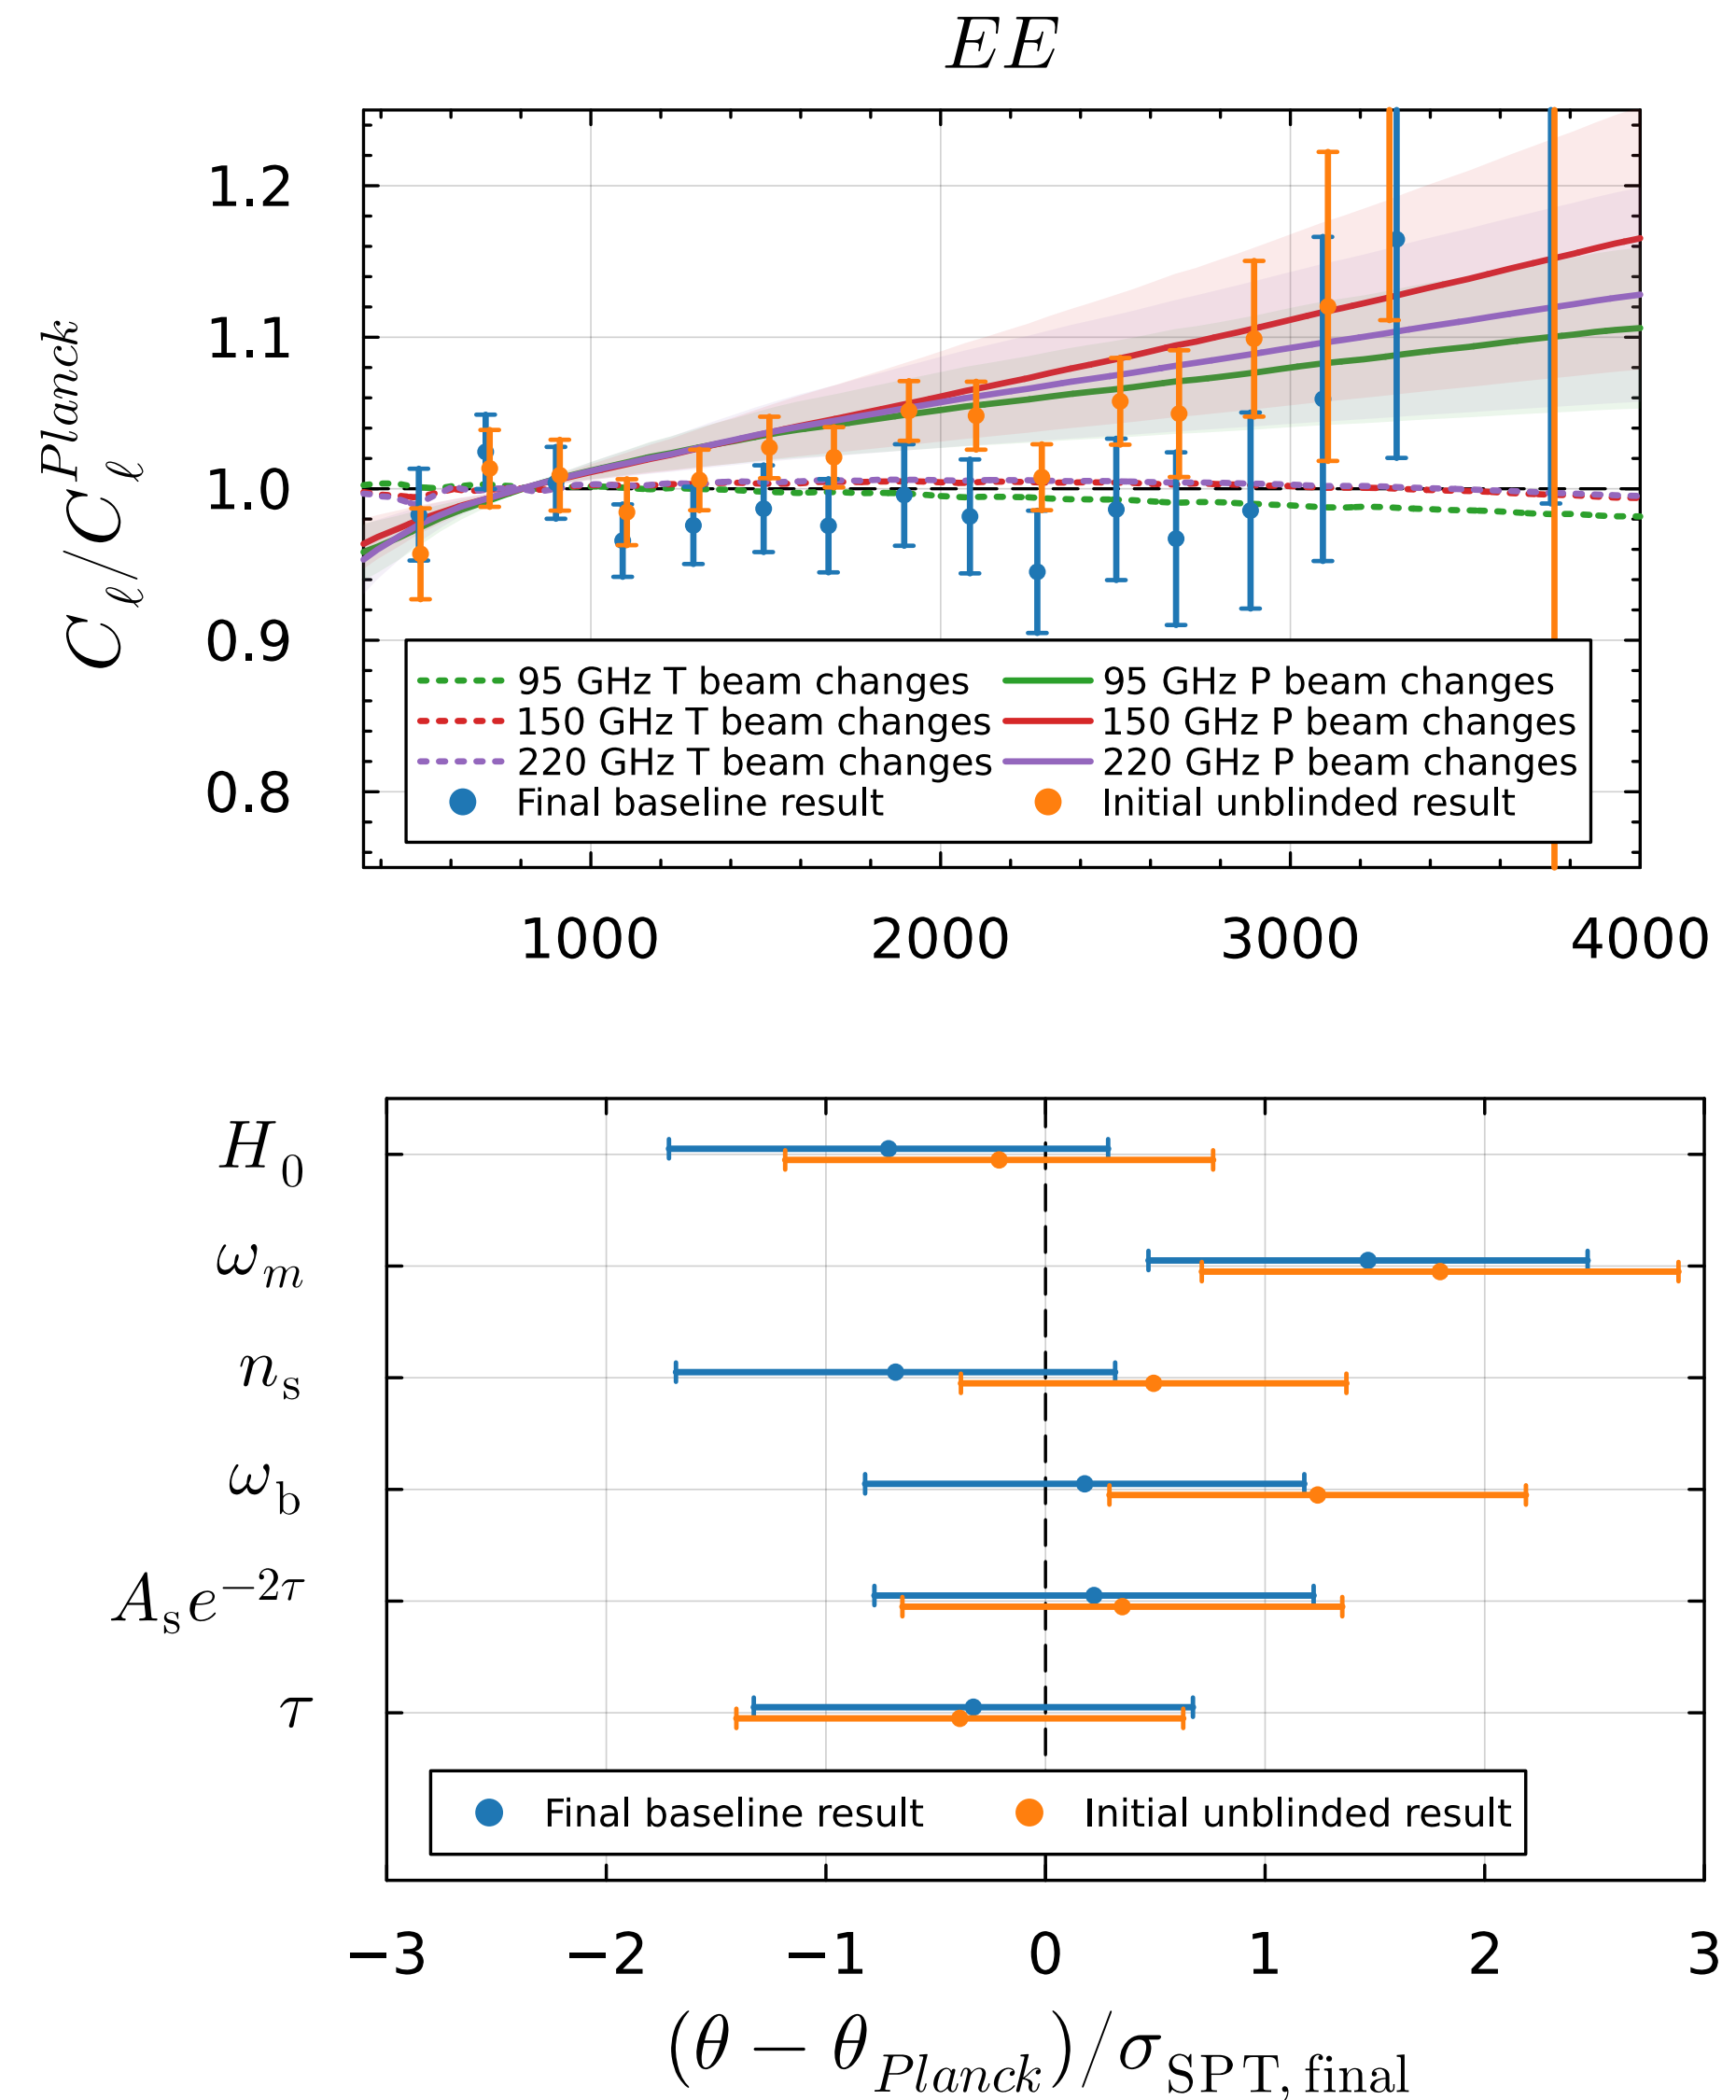 EE
1.2
1.1
1.0
0.9
0.8
C_ℓ/C_ℓ^Planck
95 GHz T beam changes
95 GHz P beam changes
150 GHz T beam changes
150 GHz P beam changes
220 GHz T beam changes
220 GHz P beam changes
Final baseline result
Initial unblinded result
1000 2000 3000 4000
H_0
ω_m
n_s
ω_b
A_s e^{−2τ}
τ
Final baseline result
Initial unblinded result
−3 −2 −1 0 1 2 3
(θ − θ_Planck)/σ_SPT, final